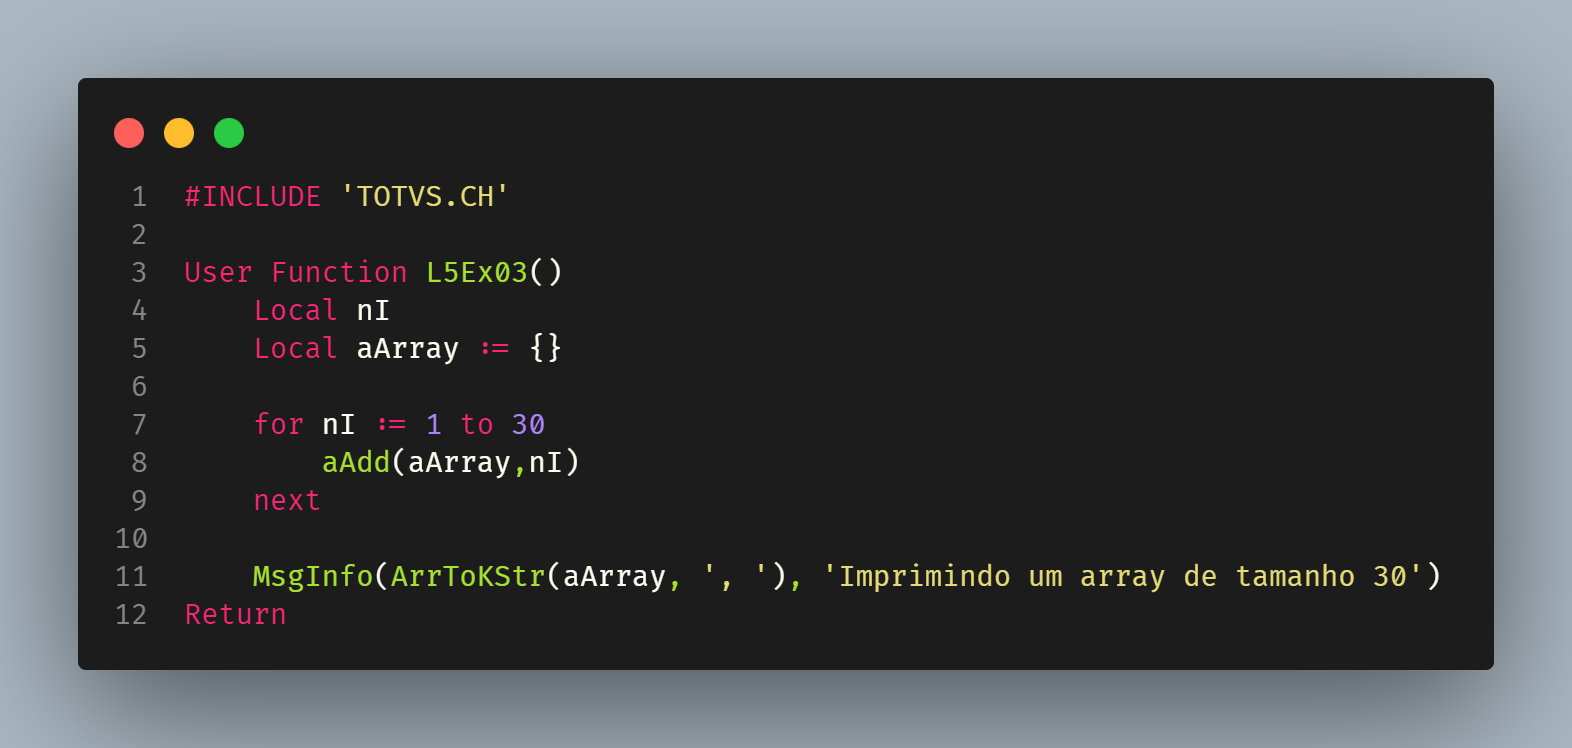 1 #INCLUDE 'TOTVS.CH'
2
3 User Function L5Ex03()
4     Local nI
5     Local aArray := {}
6
7     for nI := 1 to 30
8         aAdd(aArray,nI)
9     next
10
11     MsgInfo(ArrToKStr(aArray, ', '), 'Imprimindo um array de tamanho 30')
12 Return